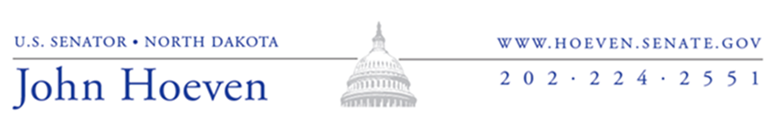 U.S. SENATOR • NORTH DAKOTA
John Hoeven
WWW.HOEVEN.SENATE.GOV
202·224·2551